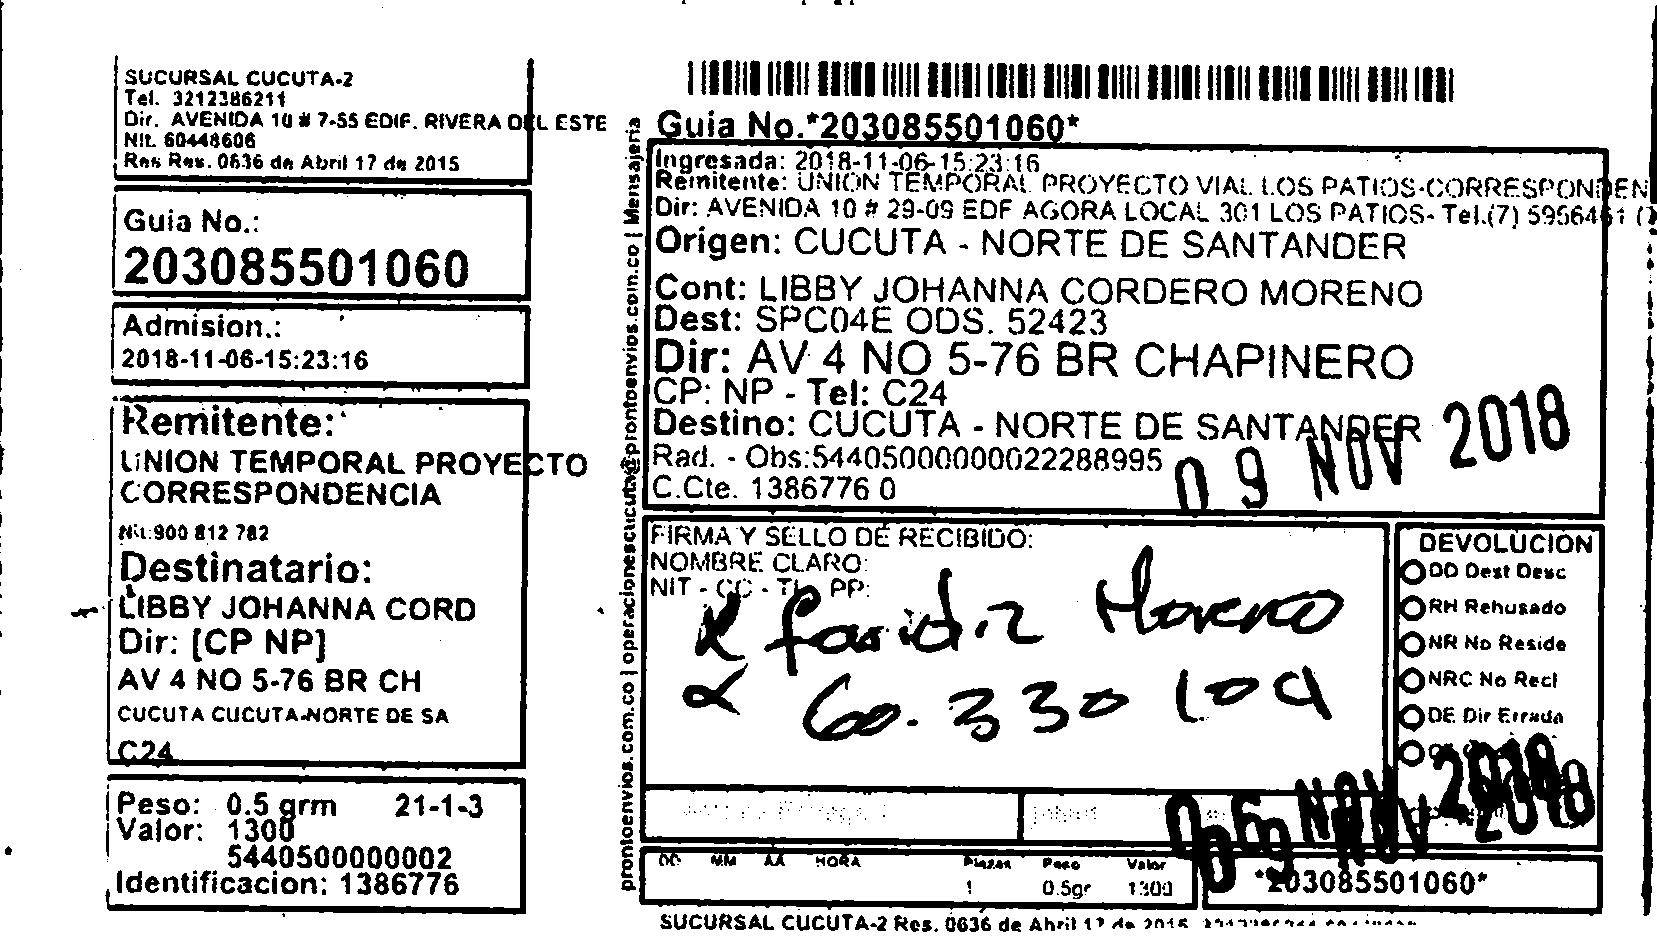 SUCURSAL CUCUTA-2
Tel. 3212386211
Dir. AVENIDA 10 # 7-55 EDIF. RIVERA DEL ESTE
Nit. 60448606
Res Res. 0636 de Abril 17 de 2015
Guia No.:
203085501060
Admision.:
2018-11-06-15:23:16
Remitente:
UNION TEMPORAL PROYECTO
CORRESPONDENCIA
Nit:900 812 782
Destinatario:
LIBBY JOHANNA CORD
Dir: [CP NP]
AV 4 NO 5-76 BR CH
CUCUTA CUCUTA-NORTE DE SA
C24
Peso: 0.5 grm 21-1-3
Valor: 1300
5440500000002
Identificacion: 1386776
prontoenvios.com.co | operacionescucuta@prontoenvios.com.co | Mensajeria
Guia No.*203085501060*
Ingresada: 2018-11-06-15:23:16
Remitente: UNION TEMPORAL PROYECTO VIAL LOS PATIOS-CORRESPONDEN
Dir: AVENIDA 10 # 29-09 EDF AGORA LOCAL 301 LOS PATIOS- Tel.(7) 5956461 (7
Origen: CUCUTA - NORTE DE SANTANDER
Cont: LIBBY JOHANNA CORDERO MORENO
Dest: SPC04E ODS. 52423
Dir: AV 4 NO 5-76 BR CHAPINERO
CP: NP - Tel: C24
Destino: CUCUTA - NORTE DE SANTANDER
Rad. - Obs:544050000000022288995
C.Cte. 1386776 0
09 NOV 2018
FIRMA Y SELLO DE RECIBIDO:
NOMBRE CLARO:
NIT - CC - TI - PP:
Moreno
60.330 109
DEVOLUCION
DD Dest Desc
RH Rehusado
NR No Reside
NRC No Recl
DE Dir Errada
DD MM AA HORA Piezas Peso Valor
1 0.5gr 1300
*203085501060*
SUCURSAL CUCUTA-2 Res. 0636 de Abril 17 de 2015